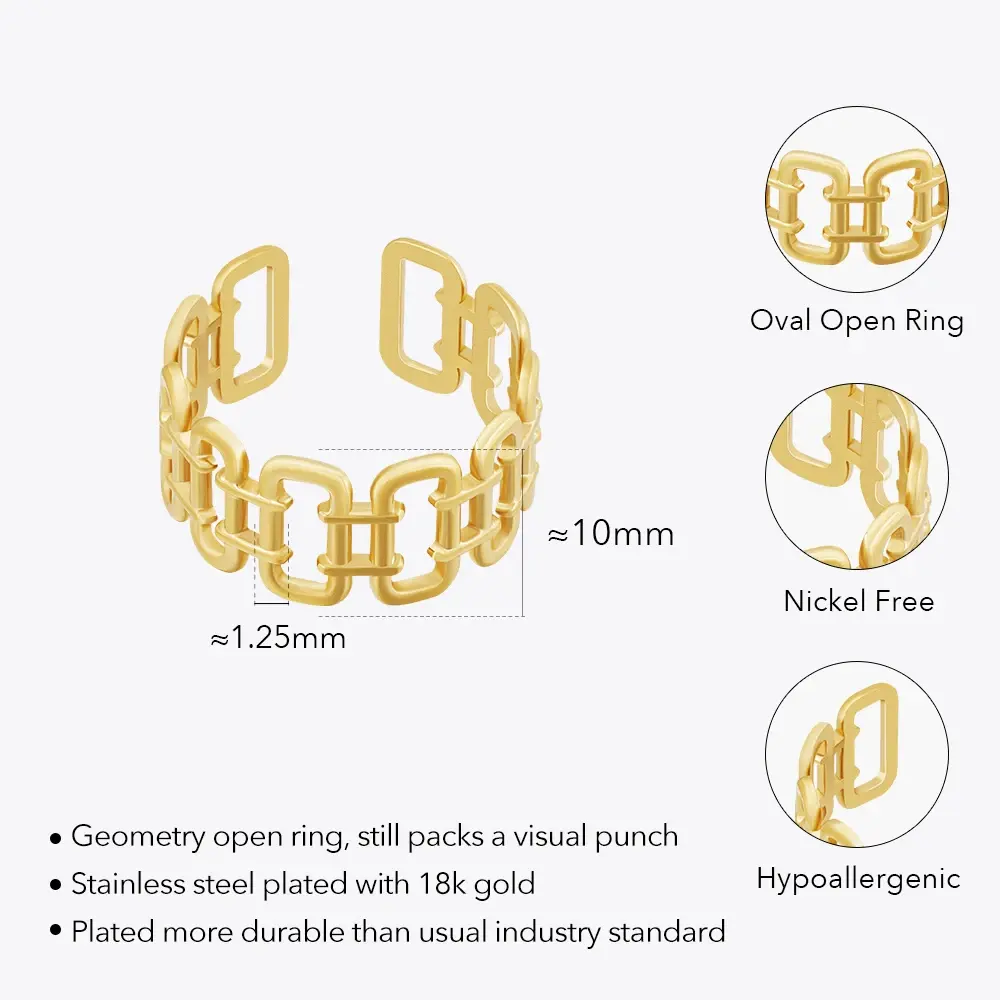 Oval Open Ring
≈10mm
Nickel Free
≈1.25mm
• Geometry open ring, still packs a visual punch
• Stainless steel plated with 18k gold
• Plated more durable than usual industry standard
Hypoallergenic